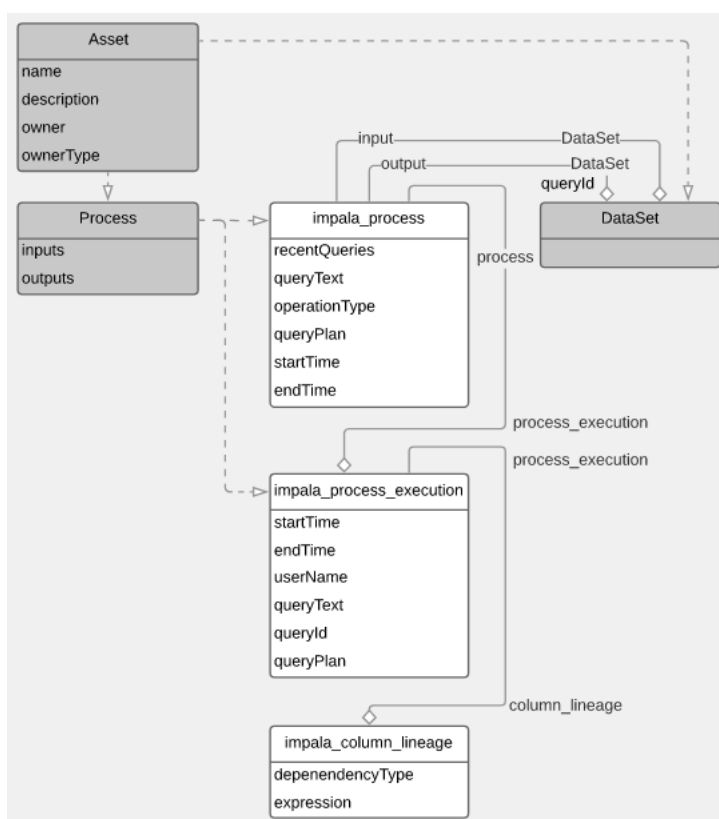 Asset
name
description
owner
ownerType
input
DataSet
output
DataSet
queryId
Process
inputs
outputs
impala_process
recentQueries
queryText
operationType
queryPlan
startTime
endTime
process
DataSet
process_execution
process_execution
impala_process_execution
startTime
endTime
userName
queryText
queryId
queryPlan
column_lineage
impala_column_lineage
depenendencyType
expression